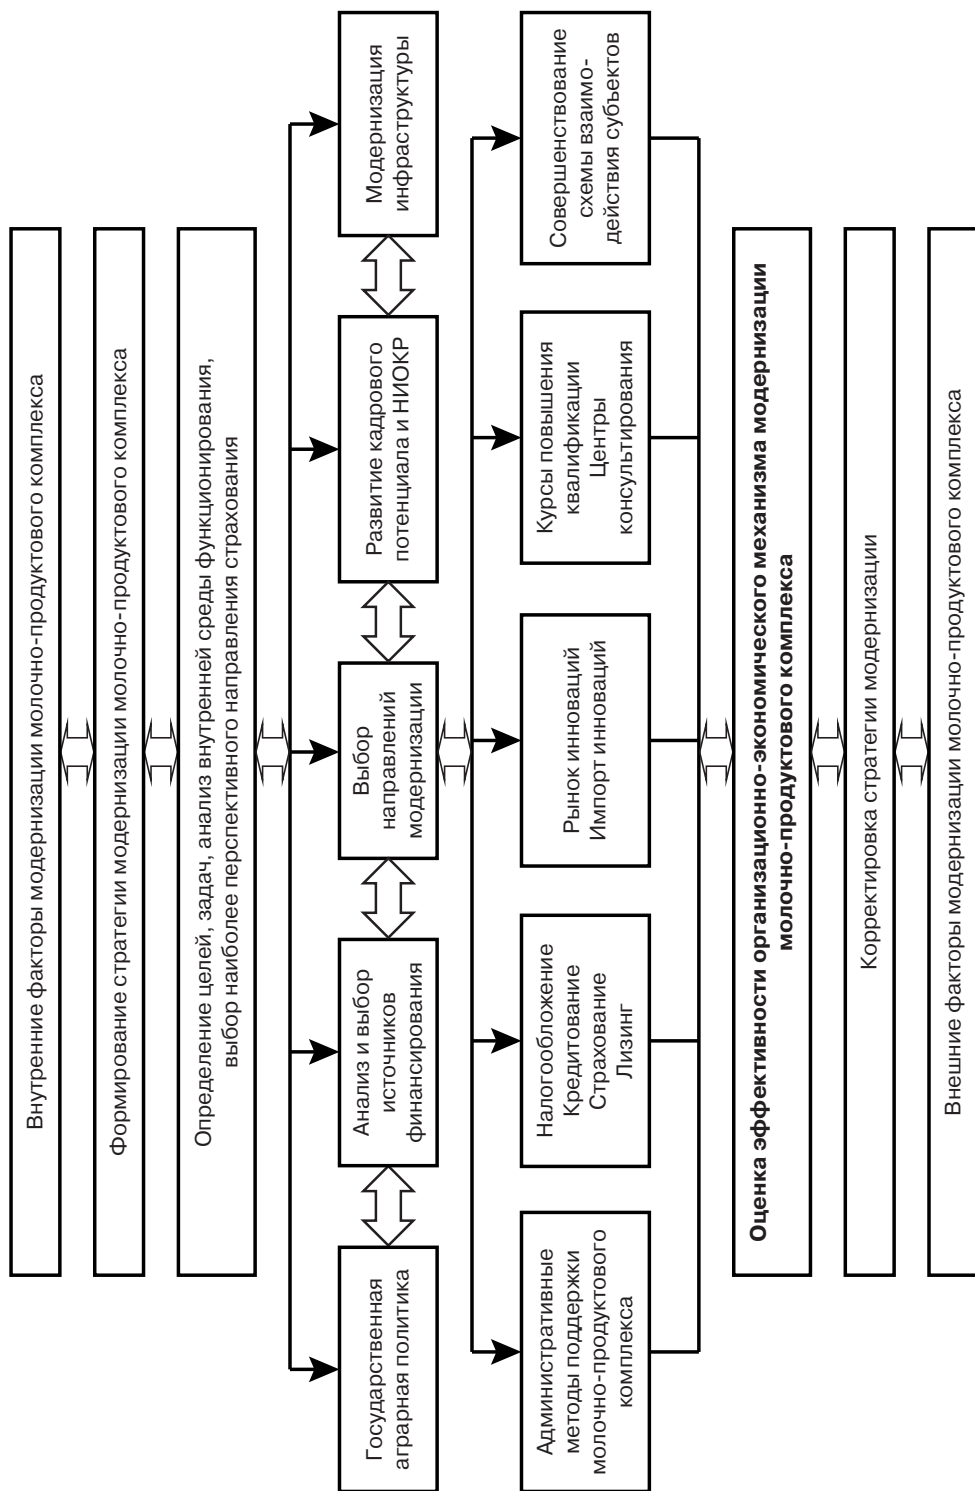 Внутренние факторы модернизации молочно-продуктового комплекса
Формирование стратегии модернизации молочно-продуктового комплекса
Определение целей, задач, анализ внутренней среды функционирования,
выбор наиболее перспективного направления страхования
Государственная
аграрная политика
Анализ и выбор
источников
финансирования
Выбор
направлений
модернизации
Развитие кадрового
потенциала и НИОКР
Модернизация
инфраструктуры
Административные
методы поддержки
молочно-продуктового
комплекса
Налогообложение
Кредитование
Страхование
Лизинг
Рынок инноваций
Импорт инноваций
Курсы повышения
квалификации
Центры
консультирования
Совершенствование
схемы взаимо-
действия субъектов
Оценка эффективности организационно-экономического механизма модернизации
молочно-продуктового комплекса
Корректировка стратегии модернизации
Внешние факторы модернизации молочно-продуктового комплекса